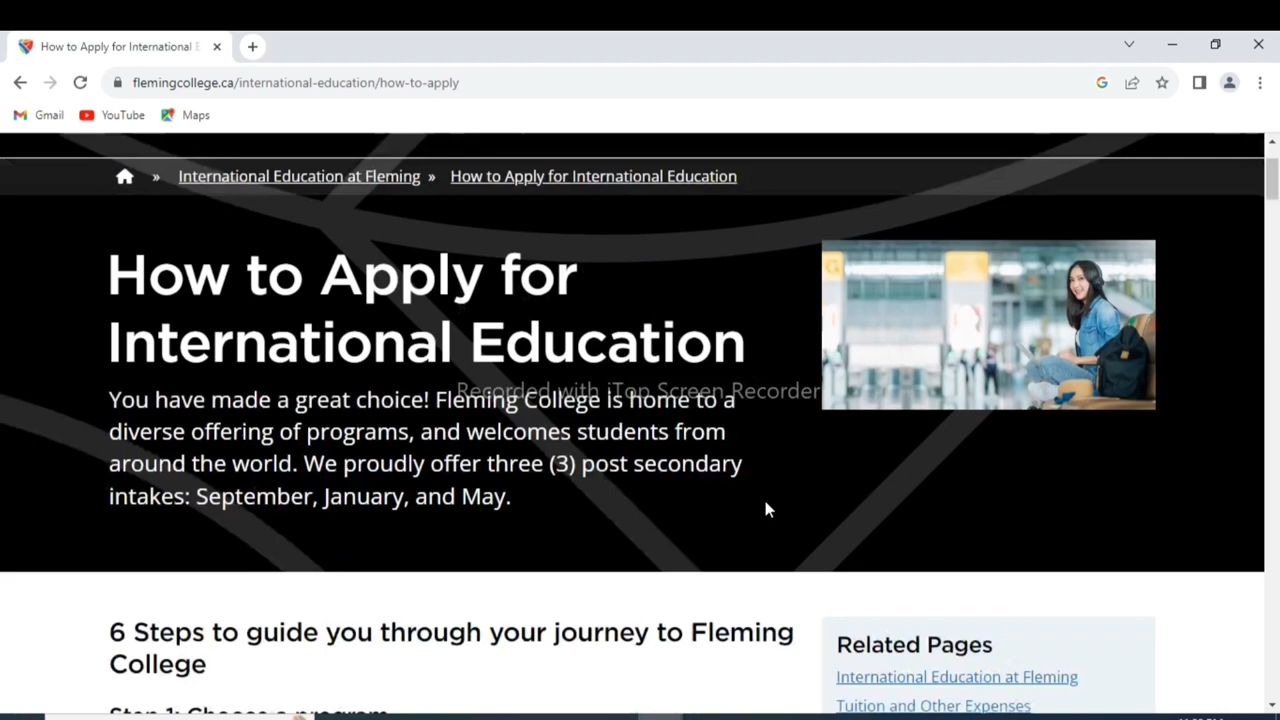 How to Apply for International E
flemingcollege.ca/international-education/how-to-apply
Gmail YouTube Maps
» International Education at Fleming » How to Apply for International Education
How to Apply for
International Education
Recorded with iTop Screen Recorder
You have made a great choice! Fleming College is home to a
diverse offering of programs, and welcomes students from
around the world. We proudly offer three (3) post secondary
intakes: September, January, and May.
6 Steps to guide you through your journey to Fleming
College
Step 1: Choose a program
Related Pages
International Education at Fleming
Tuition and Other Expenses